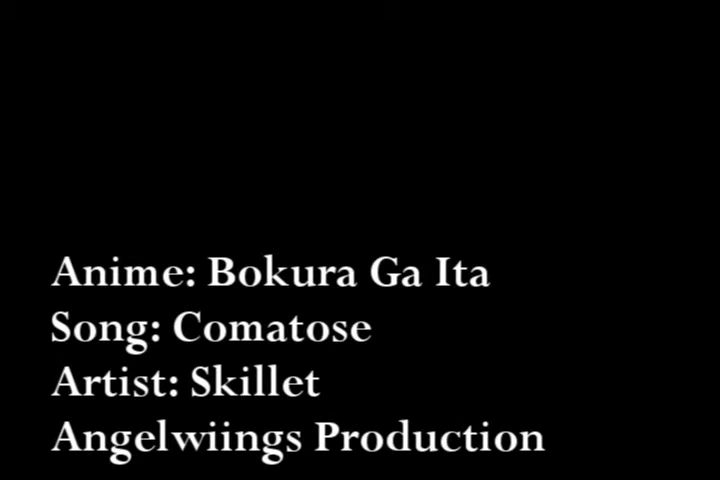 Anime: Bokura Ga Ita
Song: Comatose
Artist: Skillet
Angelwiings Production